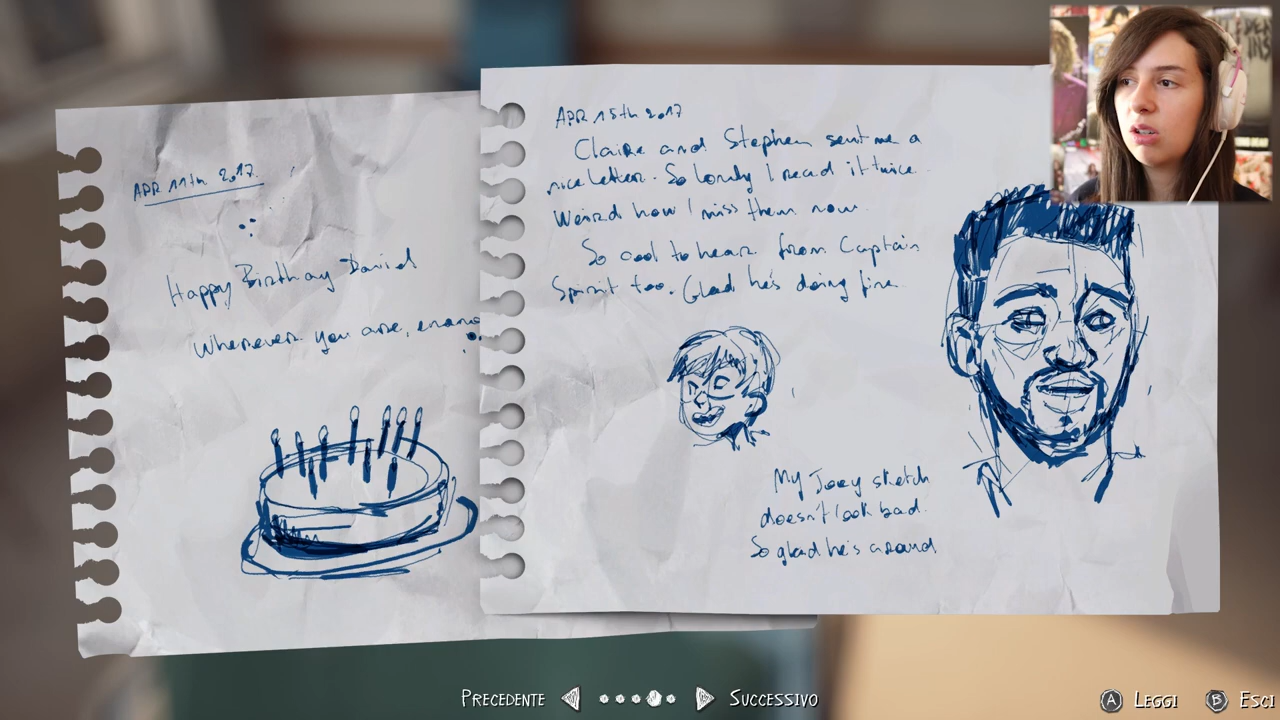 APR 11th 2017
Happy Birthday Daniel
Wherever you are, enano
APR 15th 2017
Claire and Stephen sent me a
nice letter. So lonely I read it twice.
Weird how I miss them now.
So cool to hear from Captain
Spirit too. Glad he's doing fine.
My Joey sketch
doesn't look bad.
So glad he's around
PRECEDENTE
SUCCESSIVO
A LEGGI
B ESCI